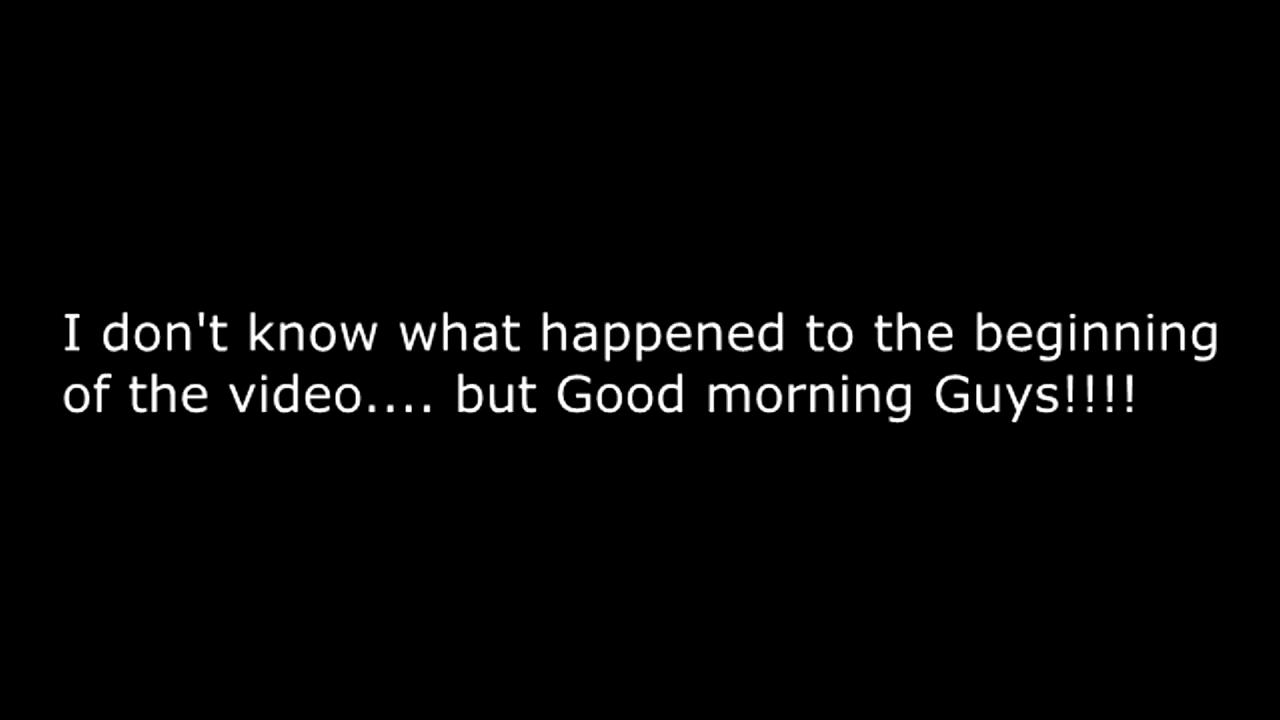 I don't know what happened to the beginning
of the video.... but Good morning Guys!!!!